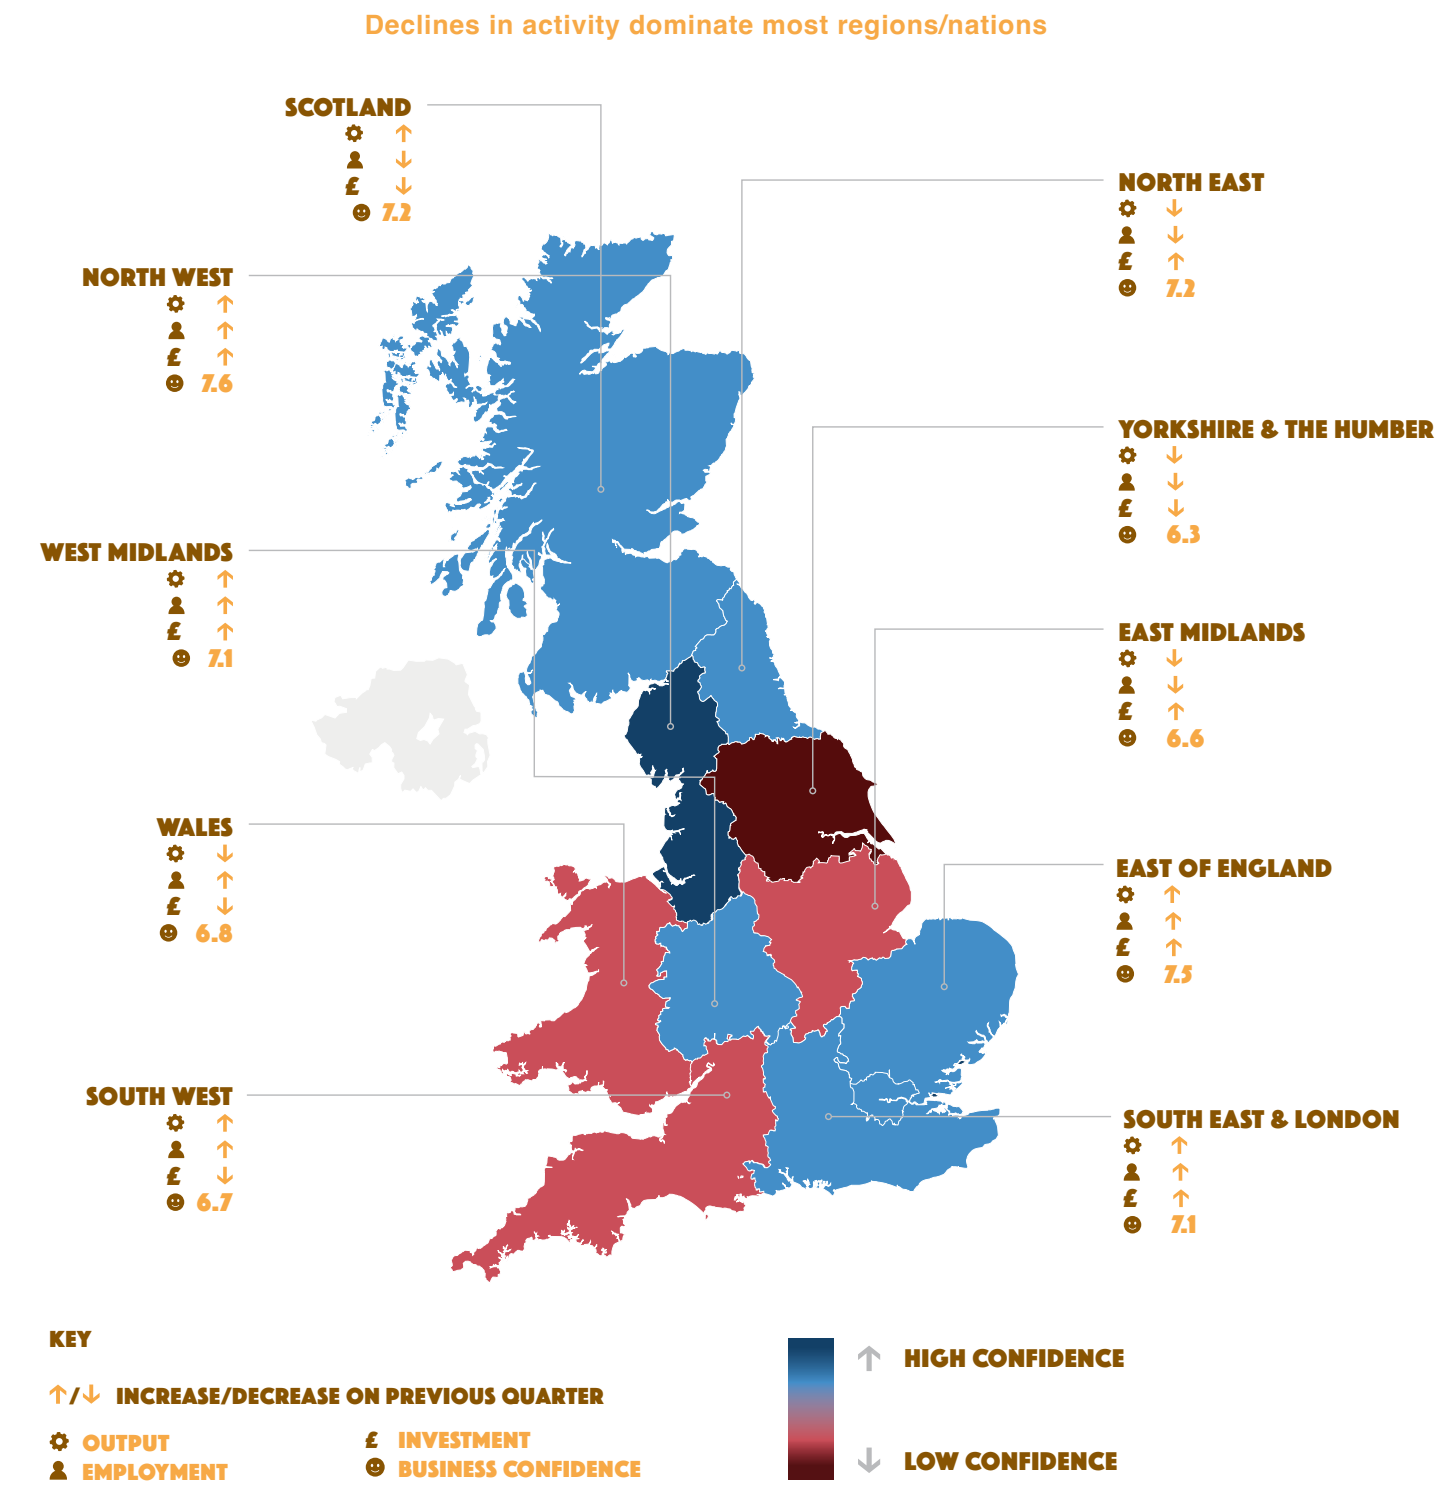 Declines in activity dominate most regions/nations
SCOTLAND
↑
↓
£ ↓
7.2
NORTH EAST
↓
↓
£ ↑
7.2
NORTH WEST
↑
↑
£ ↑
7.6
YORKSHIRE & THE HUMBER
↓
↓
£ ↓
6.3
WEST MIDLANDS
↑
↑
£ ↑
7.1
EAST MIDLANDS
↓
↓
£ ↑
6.6
WALES
↓
↑
£ ↓
6.8
EAST OF ENGLAND
↑
↑
£ ↑
7.5
SOUTH WEST
↑
↑
£ ↓
6.7
SOUTH EAST & LONDON
↑
↑
£ ↑
7.1
KEY
↑/↓ INCREASE/DECREASE ON PREVIOUS QUARTER
OUTPUT
EMPLOYMENT
£ INVESTMENT
BUSINESS CONFIDENCE
↑ HIGH CONFIDENCE
↓ LOW CONFIDENCE